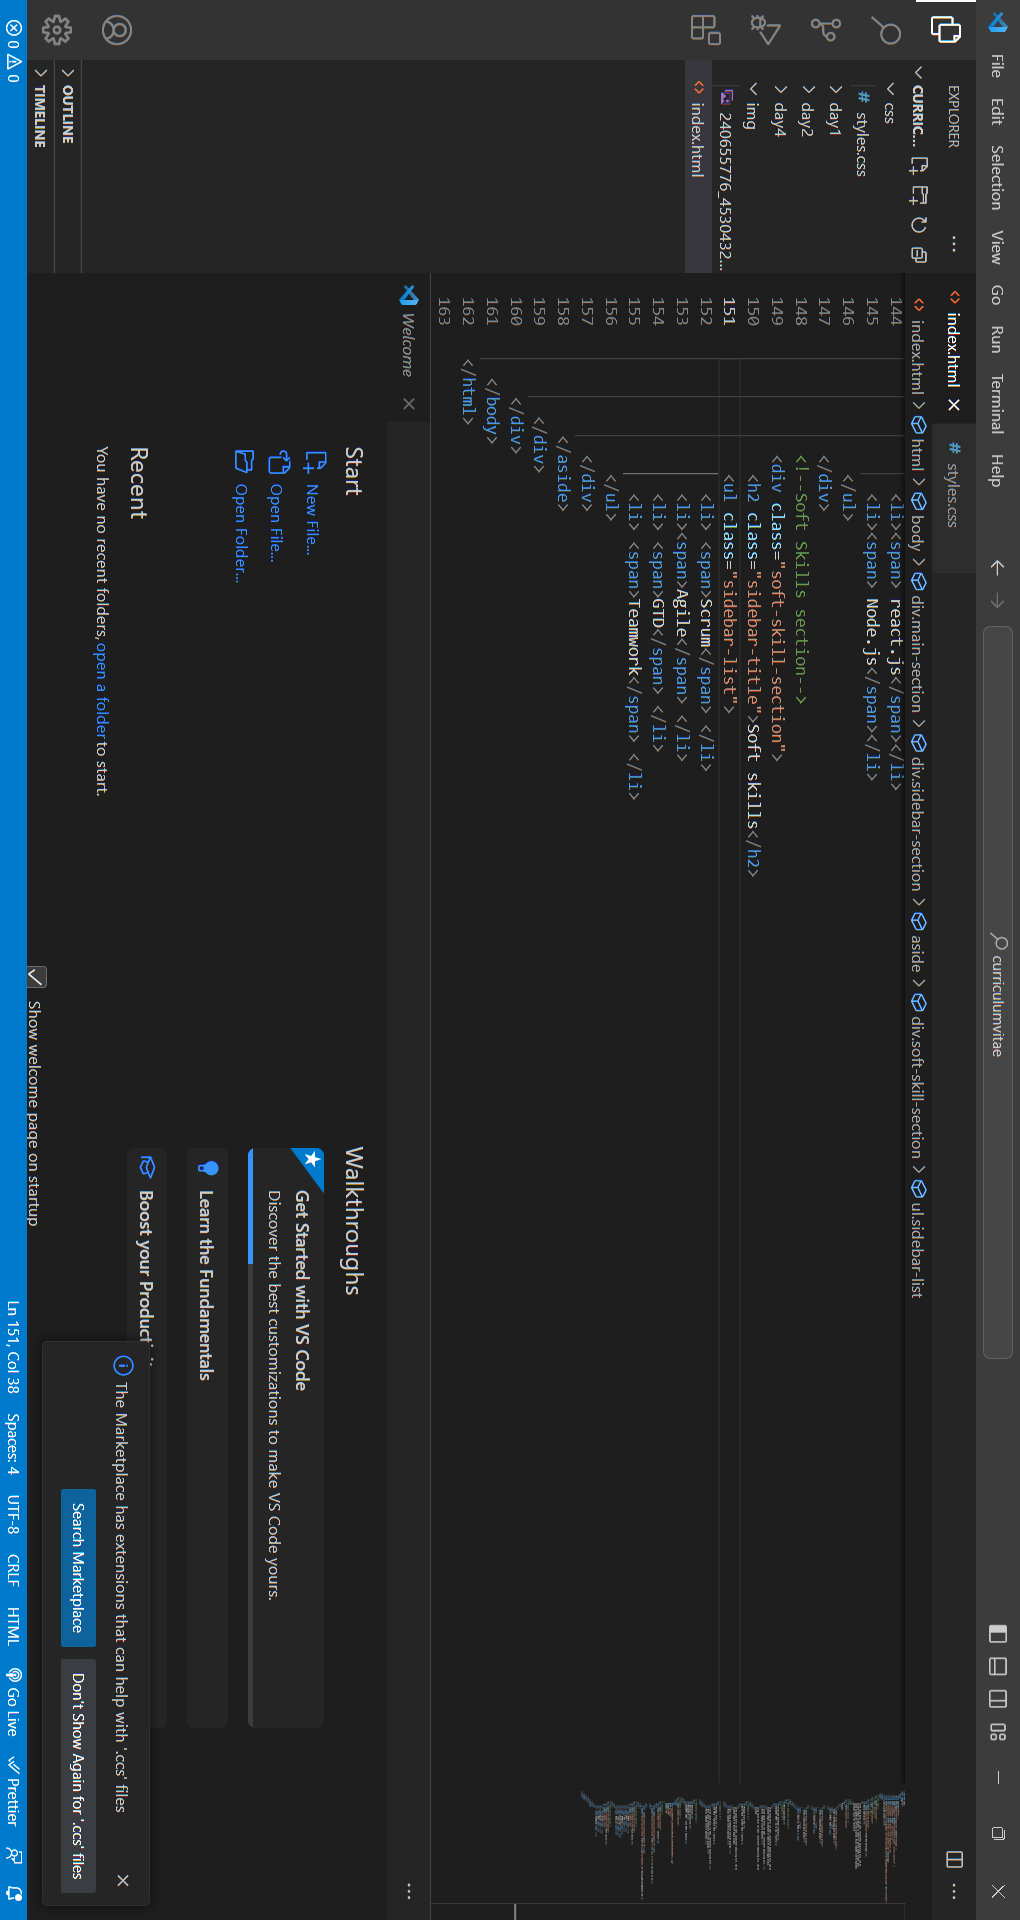 File Edit Selection View Go Run Terminal Help
curriculumvitae
EXPLORER
CURRIC...
css
# styles.css
day1
day2
day4
img
240655776_4530432...
index.html
OUTLINE
TIMELINE
index.html
# styles.css
index.html > html > body > div.main-section > div.sidebar-section > aside > div.soft-skill-section > ul.sidebar-list
144 <li><span> react.js</span></li>
145 <li><span> Node.js</span></li>
146 </ul>
147 </div>
148 <!--Soft Skills section-->
149 <div class="soft-skill-section">
150 <h2 class="sidebar-title">Soft skills</h2>
151 <ul class="sidebar-list">
152 <li> <span>Scrum</span> </li>
153 <li> <span>Agile</span> </li>
154 <li> <span>GTD</span> </li>
155 <li> <span>Teamwork</span> </li>
156 </ul>
157 </div>
158 </aside>
159 </div>
160 </div>
161 </body>
162 </html>
163
Welcome
Start
New File...
Open File...
Open Folder...
Recent
You have no recent folders, open a folder to start.
Walkthroughs
Get Started with VS Code
Discover the best customizations to make VS Code yours.
Learn the Fundamentals
Boost your Producti...
Show welcome page on startup
The Marketplace has extensions that can help with '.ccs' files
Search Marketplace
Don't Show Again for '.ccs' files
0 0
Ln 151, Col 38
Spaces: 4
UTF-8
CRLF
HTML
Go Live
Prettier